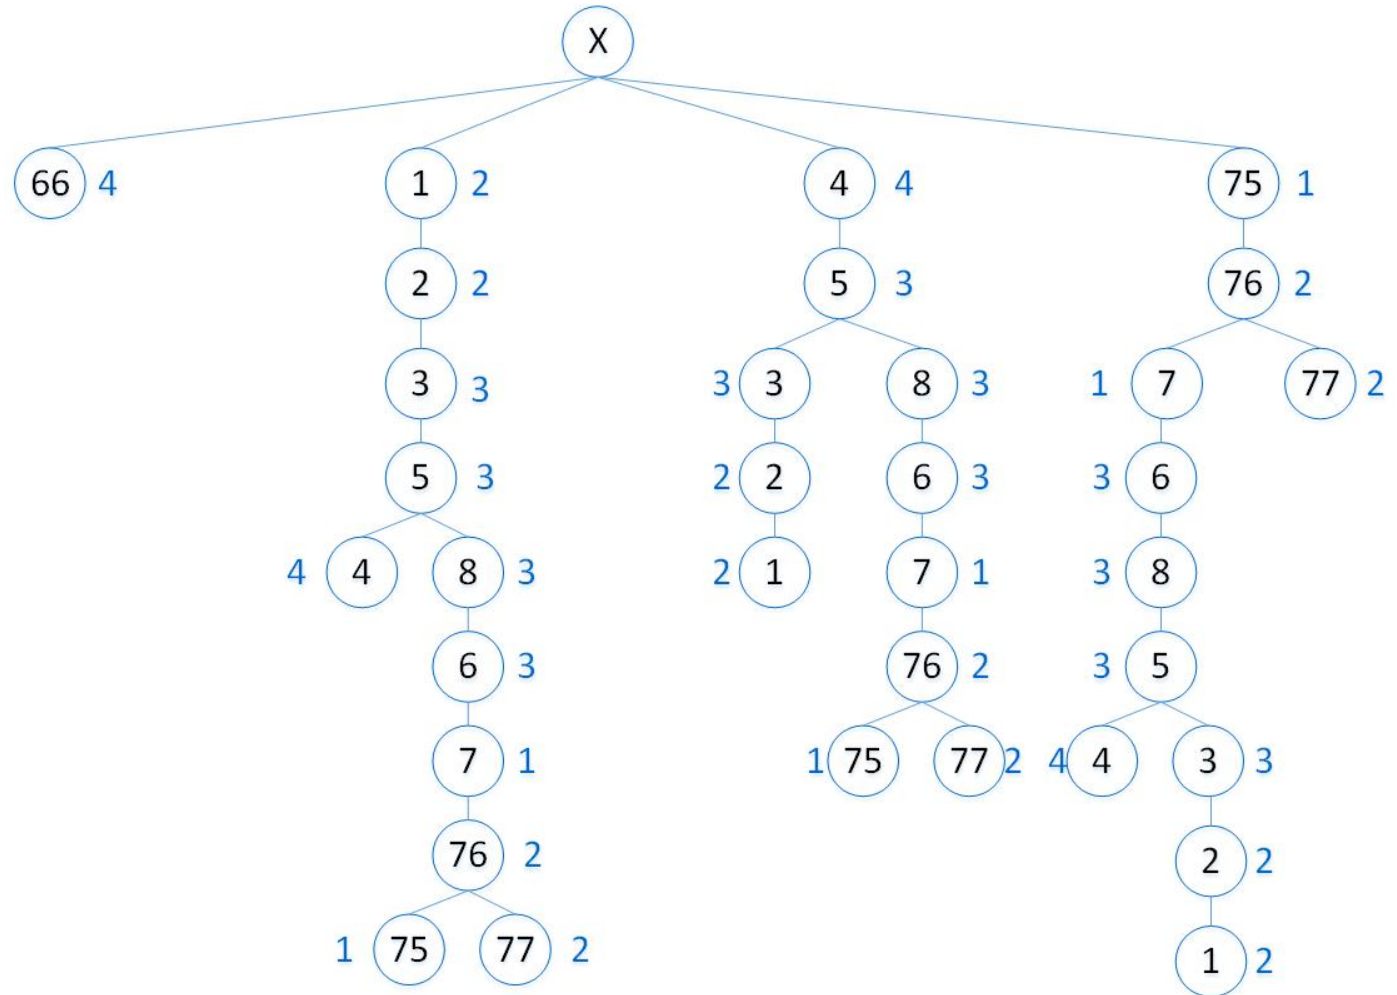 X
66 4 1 2 4 4 75 1
2 2 5 3 76 2
3 3 3 3 8 3 1 7 77 2
5 3 2 2 6 3 3 6
4 4 8 3 2 1 7 1 3 8
6 3 76 2 3 5
7 1 1 75 77 2 4 4 3 3
76 2 2 2
1 75 77 2 1 2